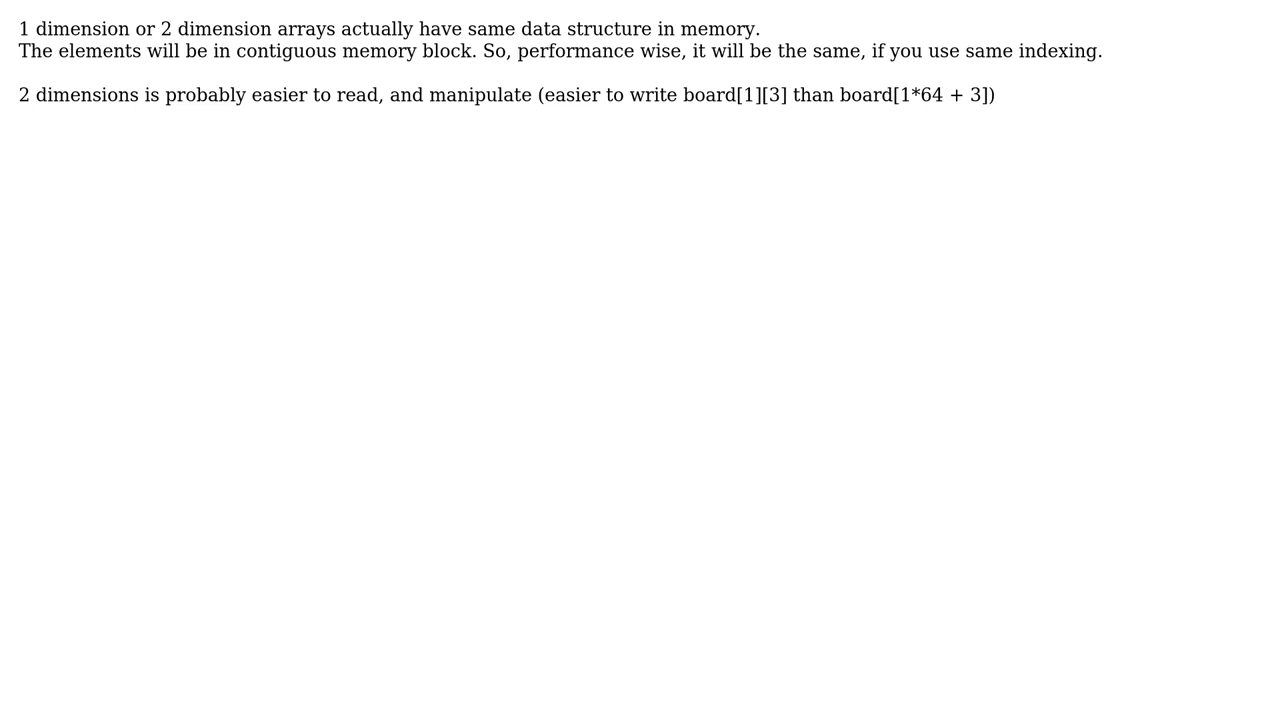 1 dimension or 2 dimension arrays actually have same data structure in memory.
The elements will be in contiguous memory block. So, performance wise, it will be the same, if you use same indexing.
2 dimensions is probably easier to read, and manipulate (easier to write board[1][3] than board[1*64 + 3])